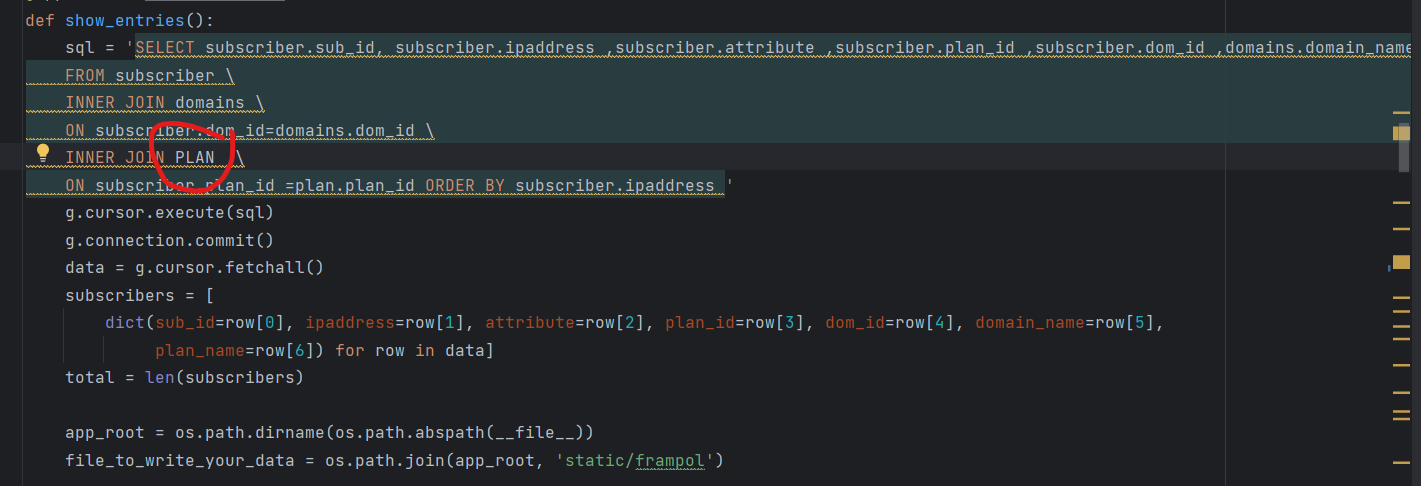 def show_entries():
sql = 'SELECT subscriber.sub_id, subscriber.ipaddress ,subscriber.attribute ,subscriber.plan_id ,subscriber.dom_id ,domains.domain_name
FROM subscriber \
INNER JOIN domains \
ON subscriber.dom_id=domains.dom_id \
INNER JOIN PLAN \
ON subscriber.plan_id =plan.plan_id ORDER BY subscriber.ipaddress '
g.cursor.execute(sql)
g.connection.commit()
data = g.cursor.fetchall()
subscribers = [
dict(sub_id=row[0], ipaddress=row[1], attribute=row[2], plan_id=row[3], dom_id=row[4], domain_name=row[5],
plan_name=row[6]) for row in data]
total = len(subscribers)
app_root = os.path.dirname(os.path.abspath(__file__))
file_to_write_your_data = os.path.join(app_root, 'static/frampol')